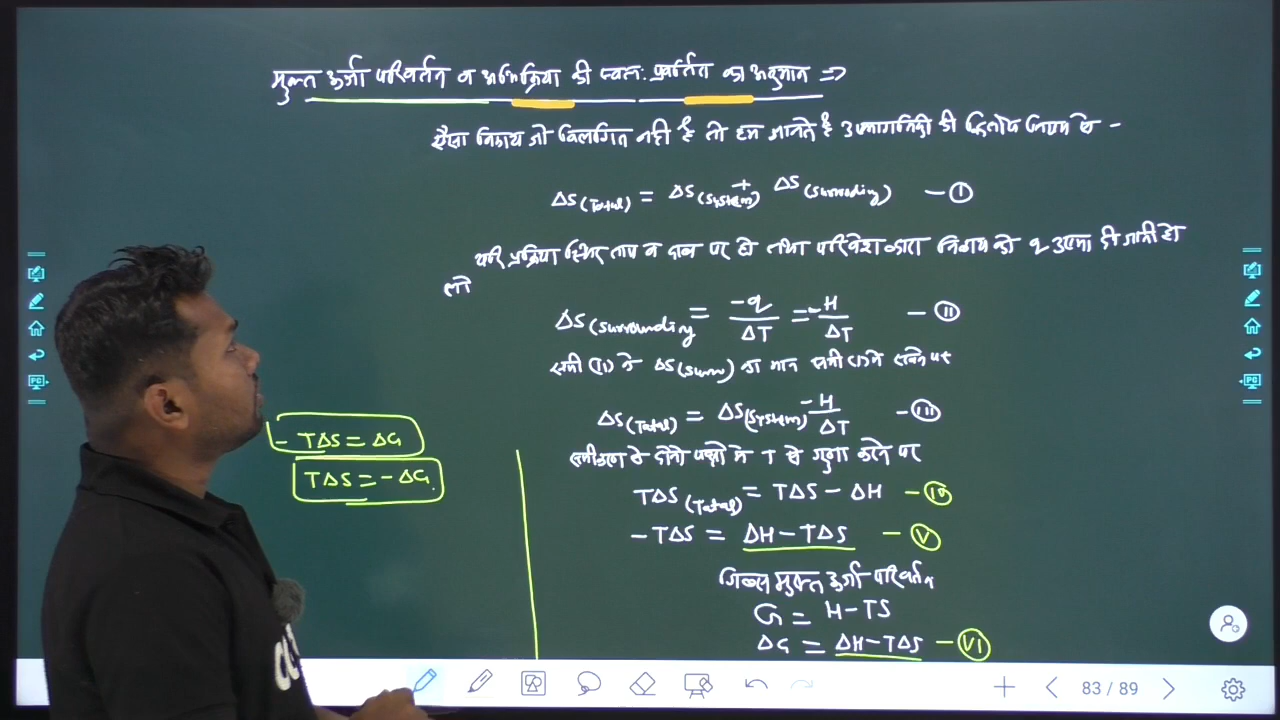 मुक्त ऊर्जा परिवर्तन व अभिक्रिया की स्वतः प्रवर्तित का अनुमान ⇒
ऐसा निकाय जो विलगित नही है तो हम जानते है उष्मागतिकी की द्वितीय नियम से -
ΔS(Total) = ΔS(System) + ΔS(Surrounding) - I
यदि प्रक्रिया स्थिर ताप व दाब पर हो तथा परिवेश द्वारा निकाय को q उष्मा दी जाती हो
तो
ΔS(Surrounding = -q/ΔT = -H/ΔT - II
समी (II) से ΔS(Surr) का मान समी (I) मे रखने पर
ΔS(Total) = ΔS(System) -H/ΔT - III
समीकरण के दोनो पक्षो मे T से गुणा करने पर
TΔS(Total) = TΔS - ΔH - IV
-TΔS = ΔH - TΔS - V
गिब्स मुक्त ऊर्जा परिवर्तन
G = H - TS
ΔG = ΔH - TΔS - VI
- TΔS = ΔG
TΔS = - ΔG.
83 / 89